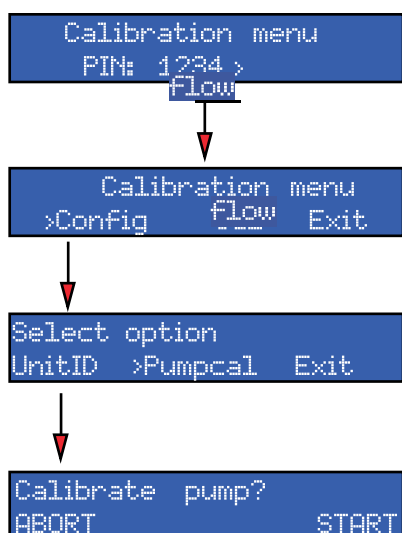 Calibration menu
PIN: 1234 >
flow
Calibration menu
>Config flow Exit
Select option
UnitID >Pumpcal Exit
Calibrate pump?
ABORT START